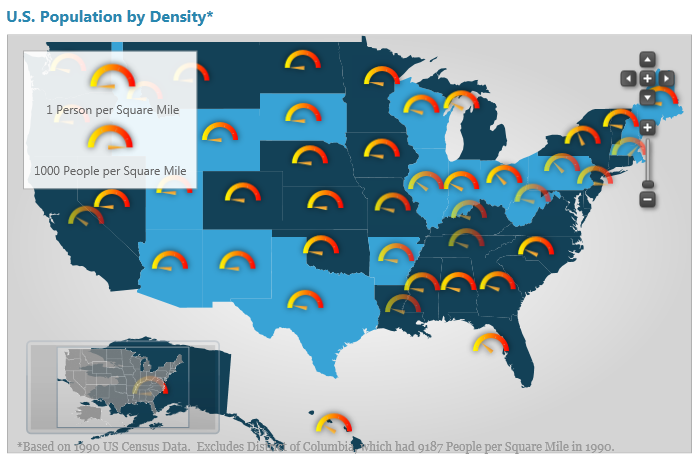 U.S. Population by Density*
1 Person per Square Mile
1000 People per Square Mile
*Based on 1990 US Census Data. Excludes District of Columbia, which had 9187 People per Square Mile in 1990.